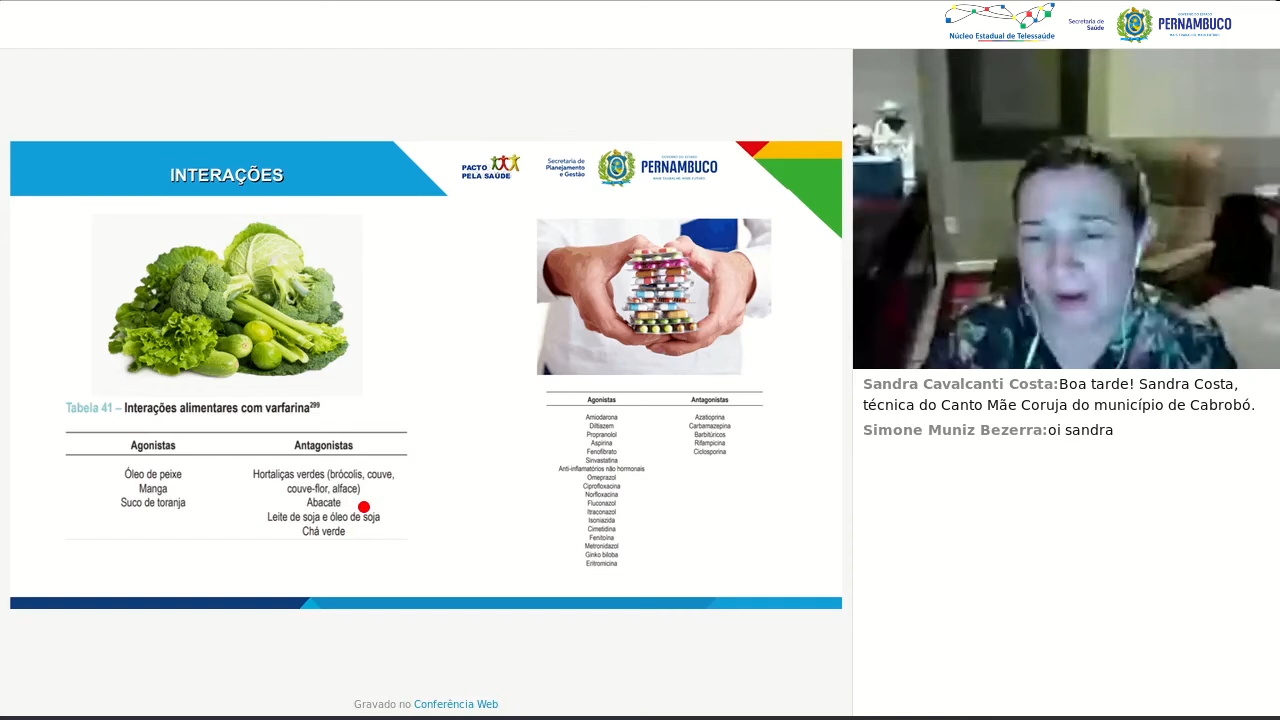 Núcleo Estadual de Telessaúde
Secretaria de
Saúde
PERNAMBUCO
INTERAÇÕES
PACTO
PELA SAÚDE
Secretaria de
Planejamento
e Gestão
PERNAMBUCO
Tabela 41 – Interações alimentares com varfarina²⁹⁹
Agonistas
Antagonistas
Óleo de peixe
Manga
Suco de toranja
Hortaliças verdes (brócolis, couve,
couve-flor, alface)
Abacate
Leite de soja e óleo de soja
Chá verde
Agonistas
Antagonistas
Amiodarona
Diltiazem
Propranolol
Aspirina
Fenofibrato
Sinvastatina
Anti-inflamatórios não hormonais
Omeprazol
Ciprofloxacina
Norfloxacina
Fluconazol
Itraconazol
Isoniazida
Cimetidina
Fenitoína
Metronidazol
Ginko biloba
Eritromicina
Azatioprina
Carbamazepina
Barbitúricos
Rifampicina
Ciclosporina
Sandra Cavalcanti Costa:Boa tarde! Sandra Costa,
técnica do Canto Mãe Coruja do município de Cabrobó.
Simone Muniz Bezerra:oi sandra
Gravado no Conferência Web